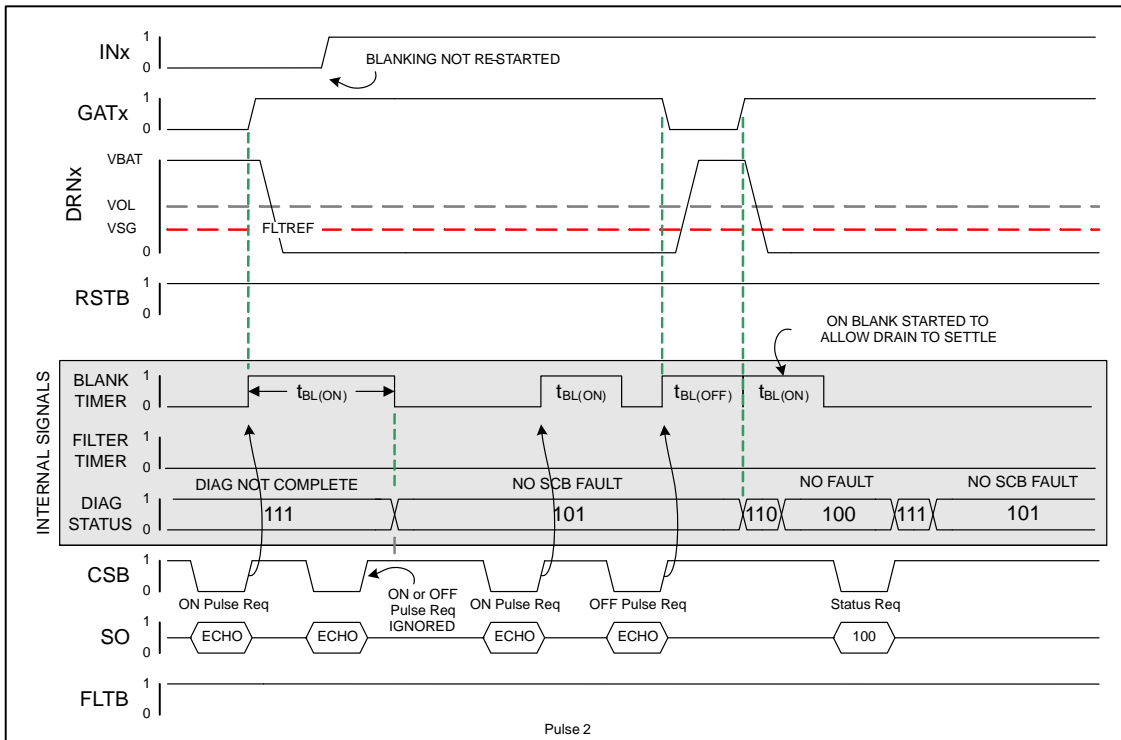 INx
1
0
BLANKING NOT RE-STARTED
GATx
1
0
DRNx
VBAT
VOL
VSG
0
FLTREF
RSTB
1
0
ON BLANK STARTED TO
ALLOW DRAIN TO SETTLE
INTERNAL SIGNALS
BLANK
TIMER
1
0
tBL(ON)
tBL(ON)
tBL(OFF)
tBL(ON)
FILTER
TIMER
1
0
DIAG NOT COMPLETE
NO SCB FAULT
NO FAULT
NO SCB FAULT
DIAG
STATUS
1
0
111
101
110
100
111
101
CSB
1
0
ON Pulse Req
ON or OFF
Pulse Req
IGNORED
ON Pulse Req
OFF Pulse Req
Status Req
SO
1
0
ECHO
ECHO
ECHO
ECHO
100
FLTB
1
0
Pulse 2